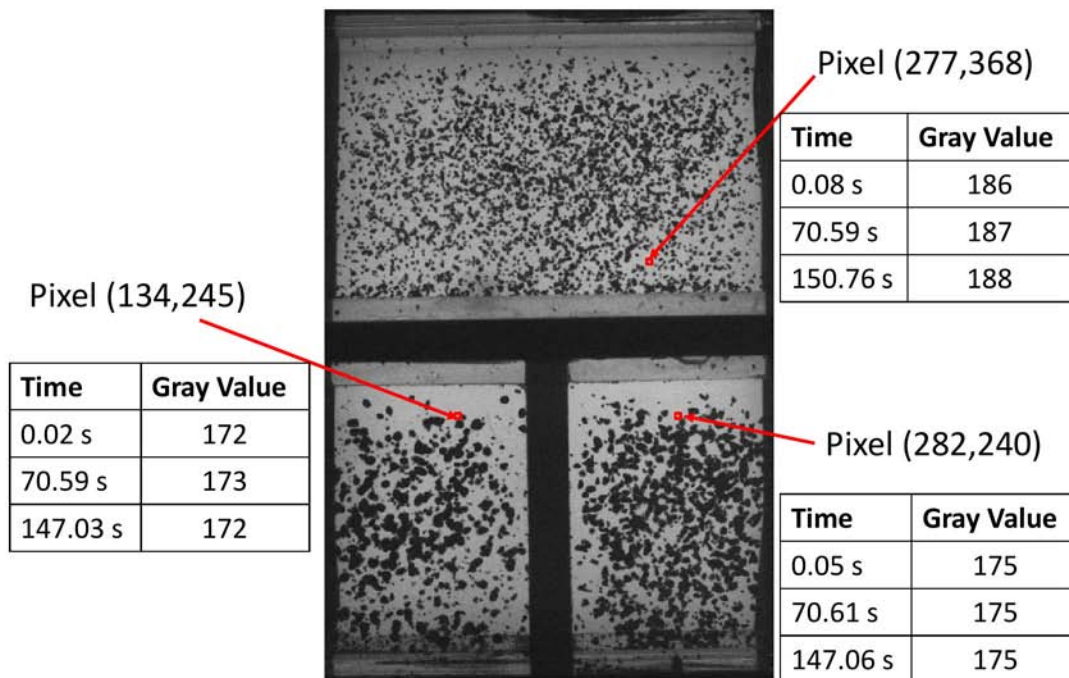 Pixel (277,368)
Time Gray Value
0.08 s 186
70.59 s 187
150.76 s 188
Pixel (134,245)
Time Gray Value
0.02 s 172
70.59 s 173
147.03 s 172
Pixel (282,240)
Time Gray Value
0.05 s 175
70.61 s 175
147.06 s 175